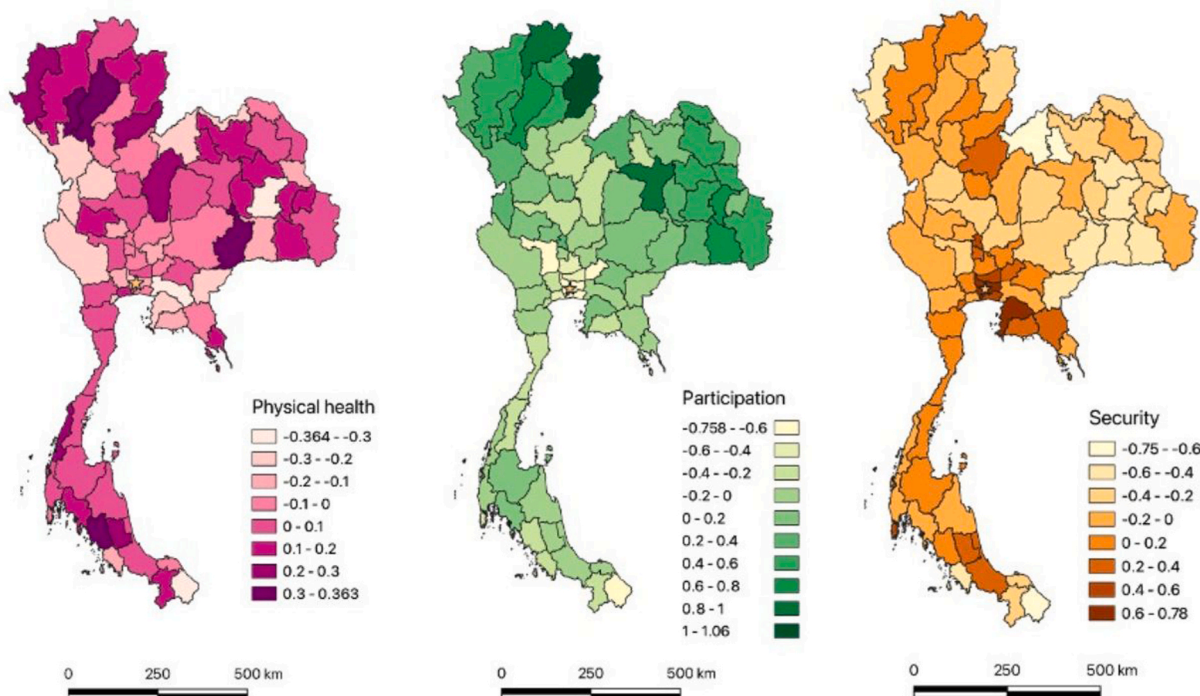 Physical health
-0.364 - -0.3
-0.3 - -0.2
-0.2 - -0.1
-0.1 - 0
0 - 0.1
0.1 - 0.2
0.2 - 0.3
0.3 - 0.363
0 250 500 km
Participation
-0.758 - -0.6
-0.6 - -0.4
-0.4 - -0.2
-0.2 - 0
0 - 0.2
0.2 - 0.4
0.4 - 0.6
0.6 - 0.8
0.8 - 1
1 - 1.06
0 250 500 km
Security
-0.75 - -0.6
-0.6 - -0.4
-0.4 - -0.2
-0.2 - 0
0 - 0.2
0.2 - 0.4
0.4 - 0.6
0.6 - 0.78
0 250 500 km